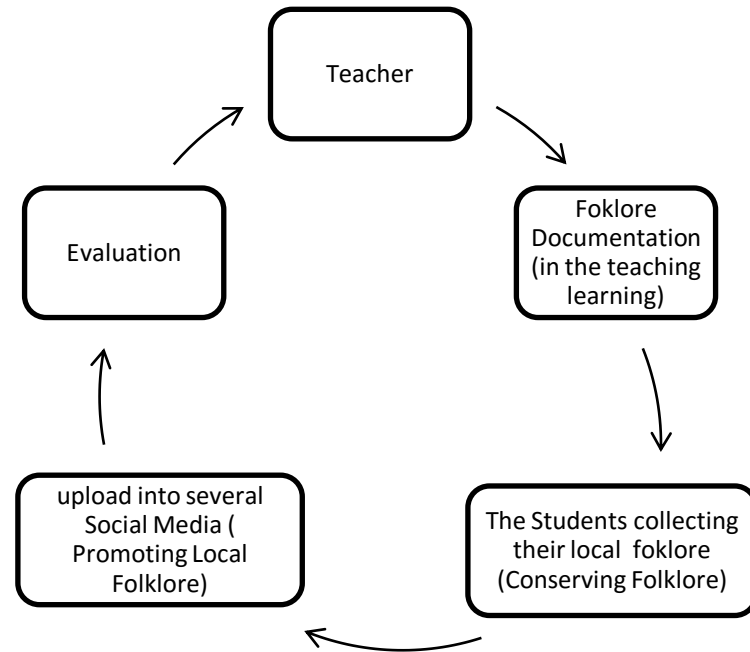 Teacher
Foklore
Documentation
(in the teaching
learning)
The Students collecting
their local foklore
(Conserving Folklore)
upload into several
Social Media (
Promoting Local
Folklore)
Evaluation